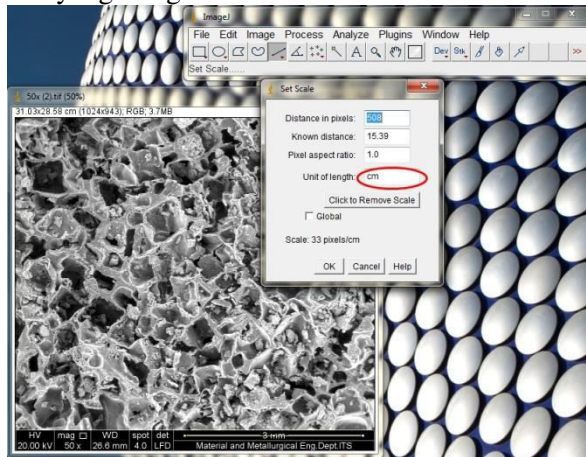 ImageJ
File Edit Image Process Analyze Plugins Window Help
Dev Stk
>>
Set Scale......
50x (2).tif (50%)
31.03x28.58 cm (1024x943); RGB; 3.7MB
Set Scale
Distance in pixels: 508
Known distance: 15.39
Pixel aspect ratio: 1.0
Unit of length: cm
Click to Remove Scale
Global
Scale: 33 pixels/cm
OK Cancel Help
HV mag WD spot det 3 mm
20.00 kV 50 x 26.6 mm 4.0 LFD Material and Metallurgical Eng.Dept,ITS